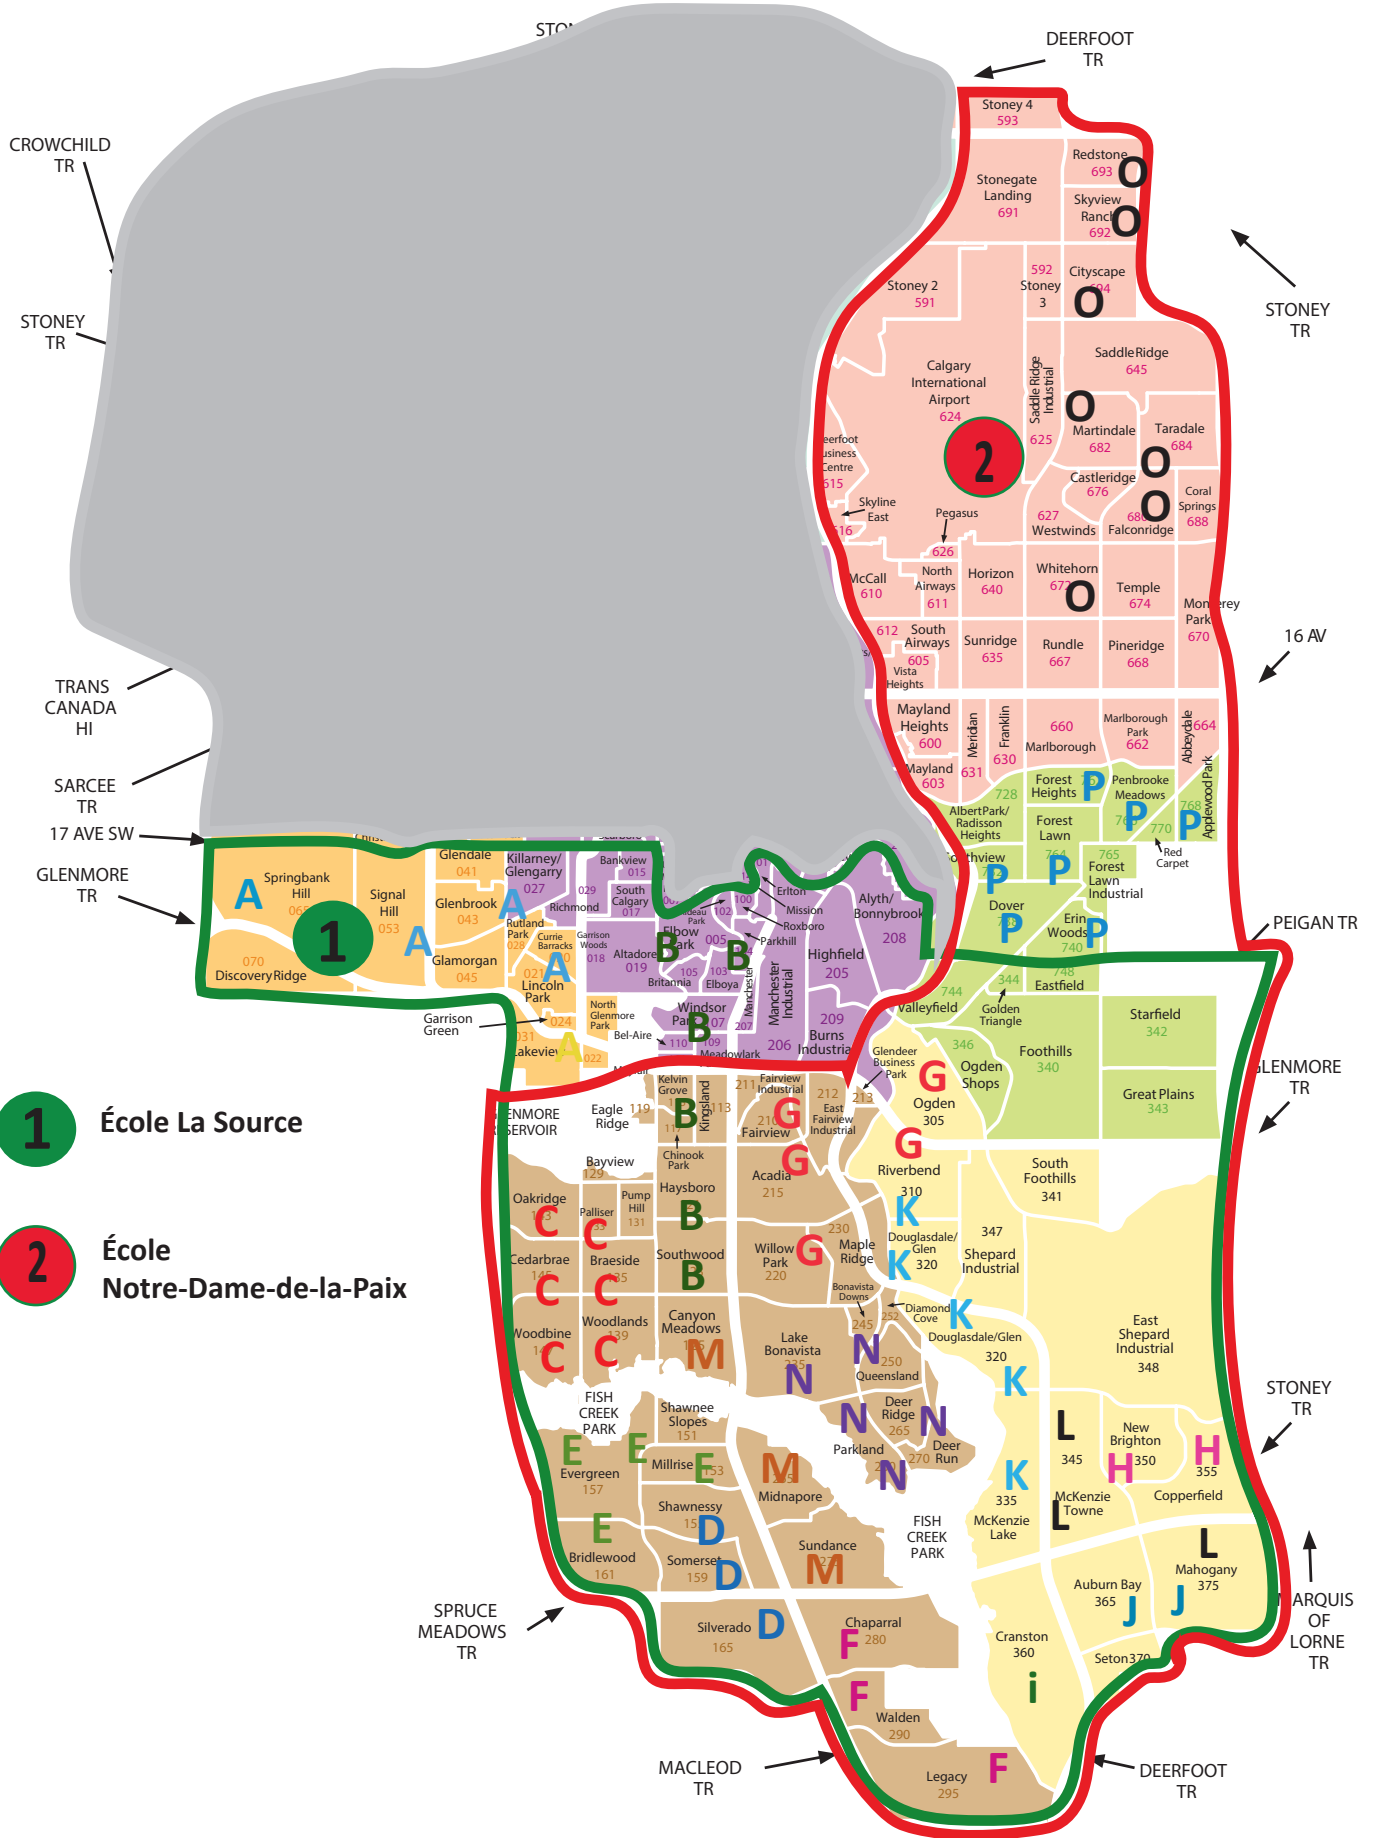 DEERFOOT
TR
CROWCHILD
TR
STONEY
TR
Stoney 4
593
Redstone
693
O
Stonegate
Landing
691
Skyview
Ranch
692
O
Stoney 2
591
592
Stoney
3
Cityscape
694
O
STONEY
TR
Saddle Ridge
645
Calgary
International
Airport
624
Saddle Ridge
Industrial
625
O
Martindale
682
Taradale
684
O
2
Castleridge
676
O
Falconridge
Coral
Springs
688
627
Westwinds
615
Skyline
East
Pegasus
626
McCall
610
North
Airways
611
Horizon
640
Whitehorn
672
O
Temple
674
Monterey
Park
670
612
South
Airways
605
Vista
Heights
Sunridge
635
Rundle
667
Pineridge
668
16 AV
TRANS
CANADA
HI
SARCEE
TR
17 AVE SW
GLENMORE
TR
Mayland
Heights
600
Mayland
603
Meridian
631
Franklin
630
660
Marlborough
Marlborough
Park
662
Abbeydale
664
728
Albert Park/
Radisson
Heights
Forest
Heights
P
Penbrooke
Meadows
P
768
P
Applewood Park
770
Red
Carpet
Forest
Lawn
764
P
765
Forest
Lawn
Industrial
P
Dover
P
Erin
Woods
740
P
PEIGAN TR
748
Eastfield
344
Golden
Triangle
744
Valleyfield
Starfield
342
346
Ogden
Shops
Foothills
340
Great Plains
343
GLENMORE
TR
Springbank
Hill
A
1
Signal
Hill
053
A
070
Discovery Ridge
Glendale
041
Glenbrook
043
Glamorgan
045
Killarney/
Glengarry
027
A
029
Richmond
Bankview
015
South
Calgary
017
Rutland
Park
028
Currie
Barracks
A
021
Lincoln
Park
Garrison
Woods
018
Altadore
019
Garrison
Green
024
031
Lakeview
A
022
North
Glenmore
Park
Elbow
Park
B
005
100
102
Erlton
Mission
Roxboro
Parkhill
B
105
Britannia
103
Elboya
Windsor
Park
B
207
Manchester
Manchester
Industrial
206
Bel-Aire
110
109
Meadowlark
Highfield
205
Alyth/
Bonnybrook
208
209
Burns
Industrial
1
École La Source
2
École
Notre-Dame-de-la-Paix
Eagle
Ridge
119
Kelvin
Grove
B
Kingsland
113
Chinook
Park
211
Fairview
Industrial
G
Fairview
212
East
Fairview
Industrial
213
Glendeer
Business
Park
G
Ogden
305
G
Riverbend
310
South
Foothills
341
Bayview
129
Oakridge
C
Palliser
C
Pump
Hill
131
Haysboro
B
Acadia
215
G
K
Douglasdale/
Glen
320
K
347
Shepard
Industrial
Cedarbrae
C
Braeside
C
Southwood
B
Willow
Park
220
G
230
Maple
Ridge
Bonavista
Downs
245
252
Diamond
Cove
K
Douglasdale/Glen
320
East
Shepard
Industrial
348
Woodbine
C
Woodlands
139
C
Canyon
Meadows
M
Lake
Bonavista
N
N
250
Queensland
K
FISH
CREEK
PARK
Shawnee
Slopes
151
Deer
Ridge
265
N
N
Parkland
N
270
Deer
Run
L
345
New
Brighton
350
H
H
355
Copperfield
STONEY
TR
E
Evergreen
157
E
Millrise
E
M
Midnapore
K
335
McKenzie
Lake
McKenzie
Towne
L
Shawnessy
D
E
Bridlewood
161
Somerset
159
D
Sundance
M
FISH
CREEK
PARK
L
Mahogany
375
J
Auburn Bay
365
J
MARQUIS
OF
LORNE
TR
SPRUCE
MEADOWS
TR
Silverado
165
D
Chaparral
280
F
Cranston
360
i
Seton 370
F
Walden
290
MACLEOD
TR
Legacy
295
F
DEERFOOT
TR